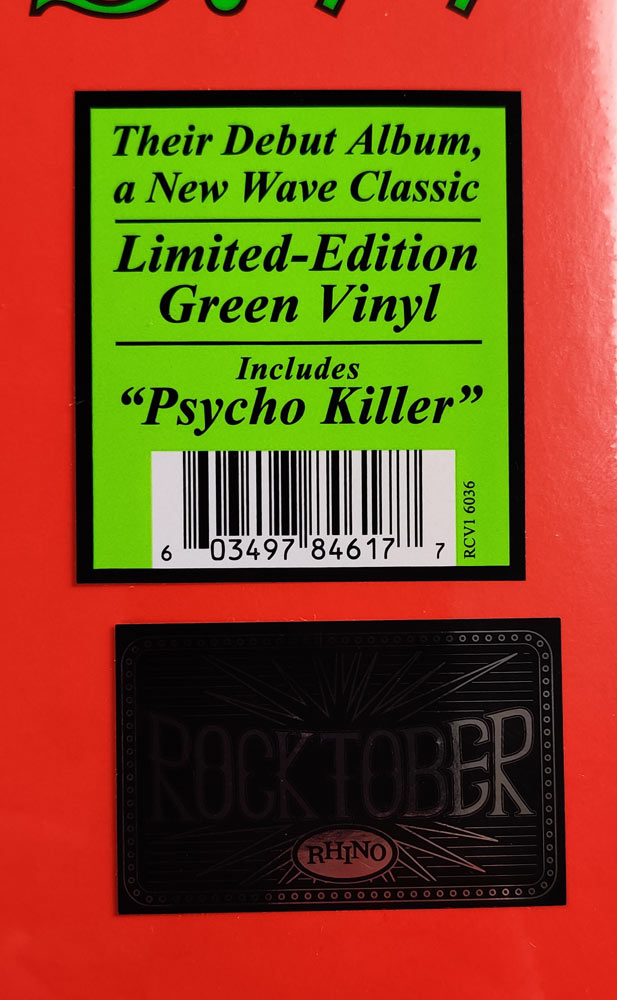 Their Debut Album,
a New Wave Classic
Limited-Edition
Green Vinyl
Includes
“Psycho Killer”
6 03497 84617 7
RCV1 6036
ROCKTOBER
RHINO